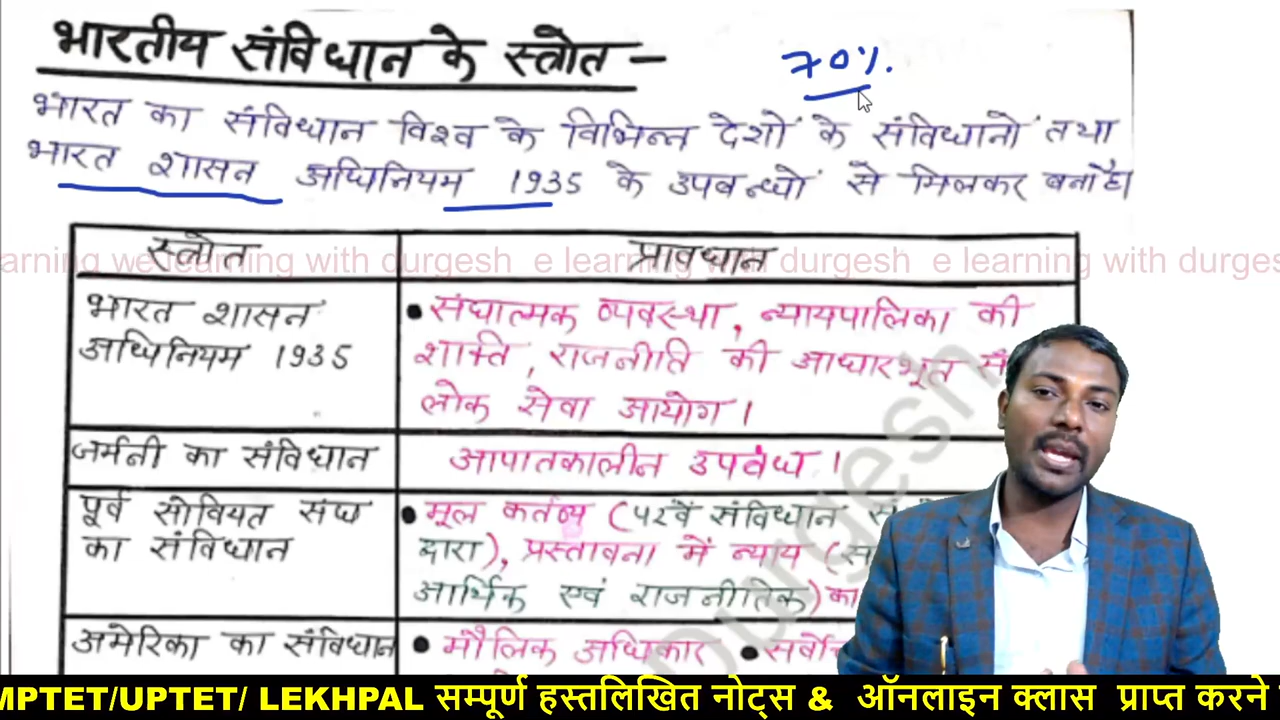 भारतीय संविधान के स्त्रोत -
70%.
भारत का संविधान विश्व के विभिन्न देशों के संविधानों तथा
भारत शासन अधिनियम 1935 के उपबन्धों से मिलकर बना है।
स्त्रोत
प्रावधान
learning with durgesh e learning with durges
भारत शासन
अधिनियम 1935
• संघात्मक व्यवस्था, न्यायपालिका की
शक्ति, राजनीति की आधारभूत
लोक सेवा आयोग।
जर्मनी का संविधान
आपातकालीन उपबंध।
पूर्व सोवियत संघ
का संविधान
• मूल कर्तव्य (42वें संविधान
द्वारा), प्रस्तावना में न्याय
आर्थिक एवं राजनीतिक) का
अमेरिका का संविधान
• मौलिक अधिकार •
Durgesh
MPTET/UPTET/ LEKHPAL सम्पूर्ण हस्तलिखित नोट्स & ऑनलाइन क्लास प्राप्त करने